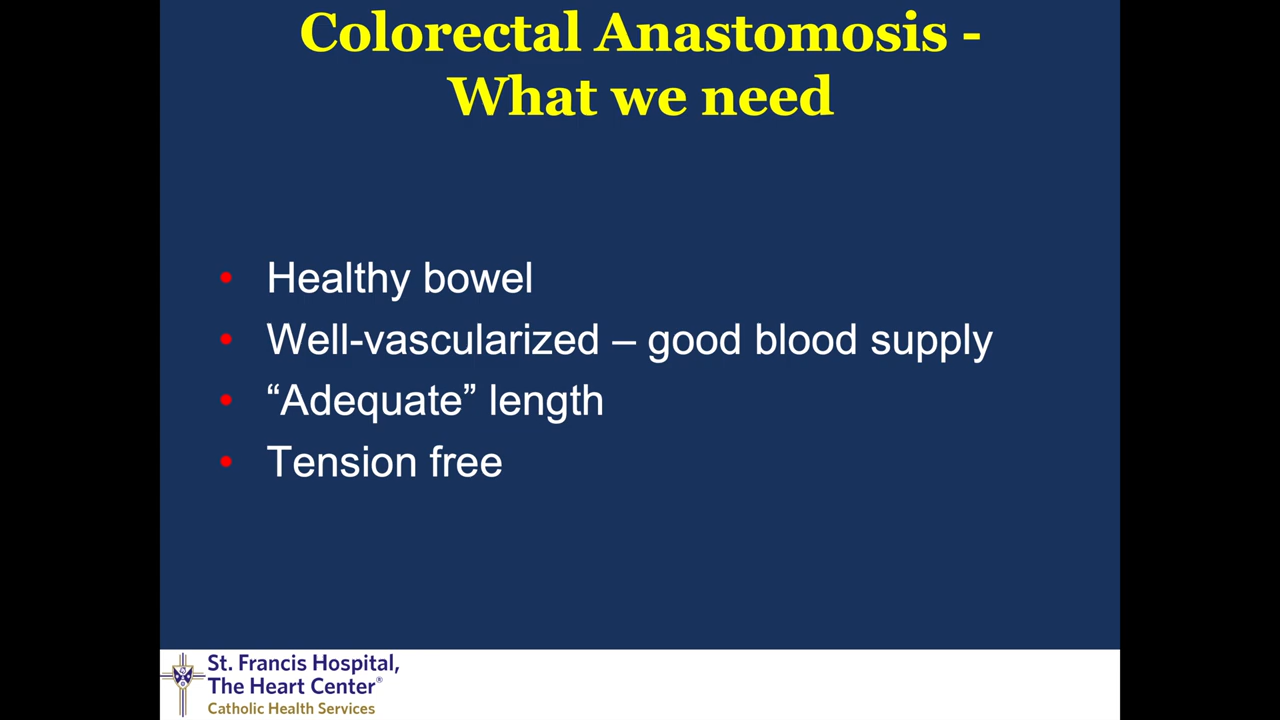 Colorectal Anastomosis -
What we need
• Healthy bowel
• Well-vascularized – good blood supply
• “Adequate” length
• Tension free
St. Francis Hospital,
The Heart Center®
Catholic Health Services